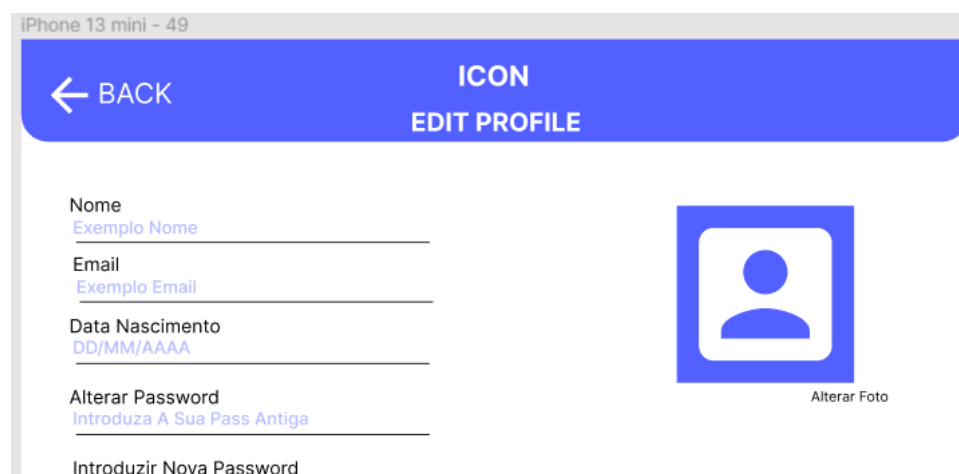 iPhone 13 mini - 49
BACK
ICON
EDIT PROFILE
Nome
Exemplo Nome
Email
Exemplo Email
Data Nascimento
DD/MM/AAAA
Alterar Password
Introduza A Sua Pass Antiga
Alterar Foto
Introduzir Nova Password